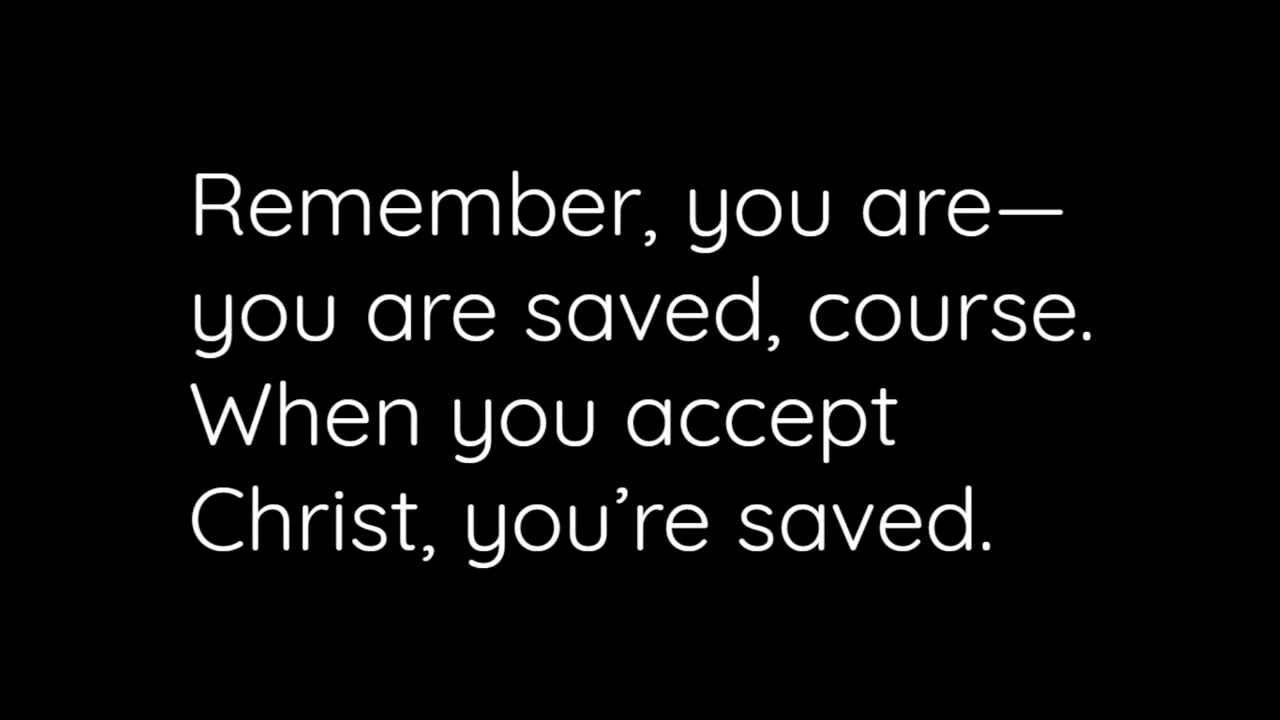 Remember, you are—
you are saved, course.
When you accept
Christ, you’re saved.